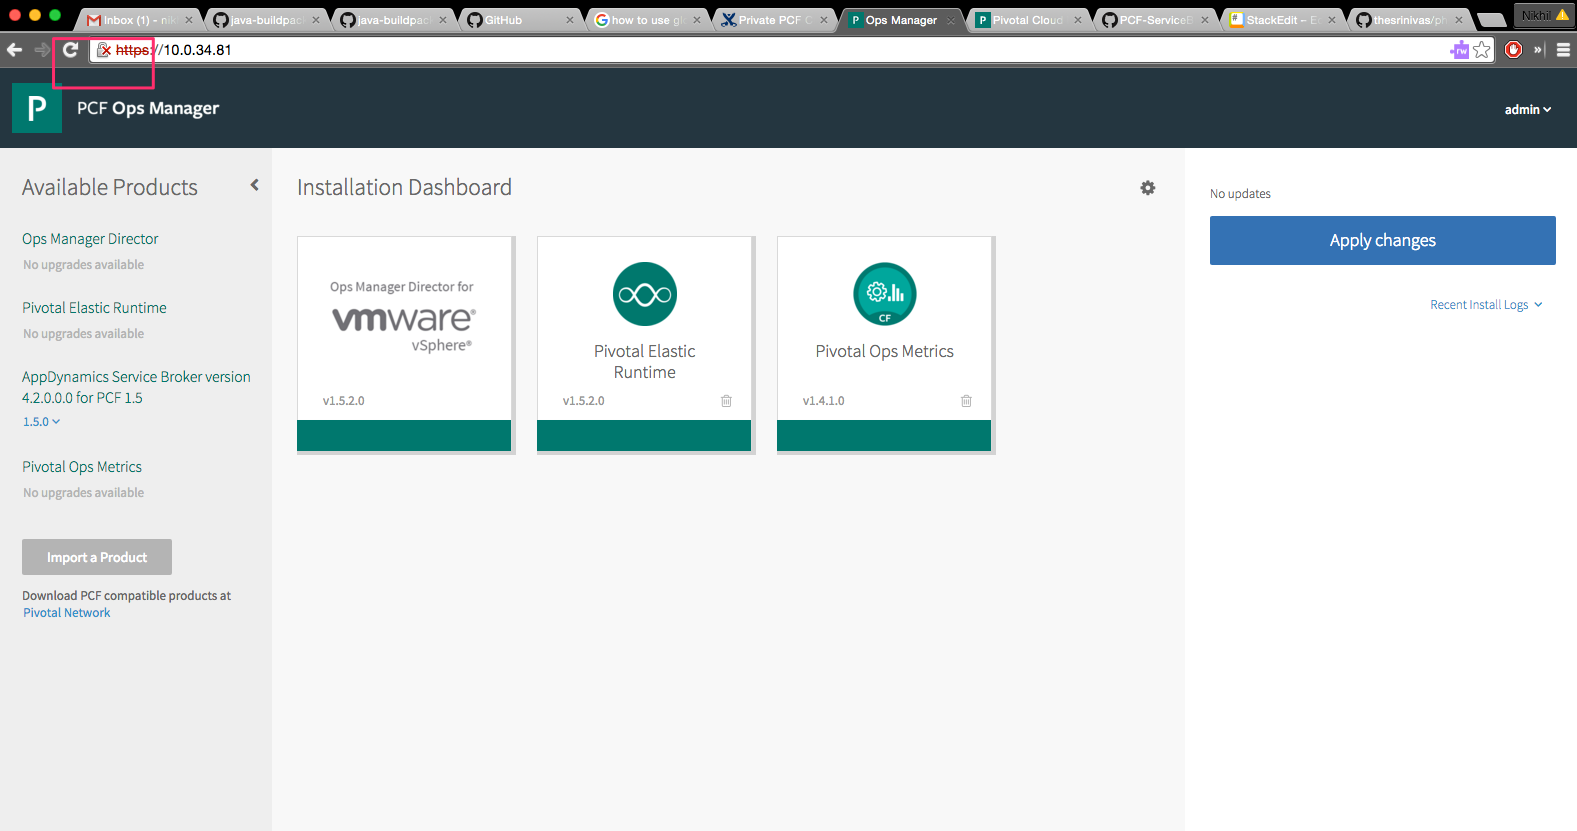 Inbox (1) - nik
java-buildpac
java-buildpac
GitHub
how to use g
Private PCF C
Ops Manager
Pivotal Cloud
PCF-ServiceB
StackEdit – E
thesrinivas/ph
Nikhil
https://10.0.34.81
rw
P
PCF Ops Manager
admin
Available Products
Ops Manager Director
No upgrades available
Pivotal Elastic Runtime
No upgrades available
AppDynamics Service Broker version
4.2.0.0.0 for PCF 1.5
1.5.0
Pivotal Ops Metrics
No upgrades available
Import a Product
Download PCF compatible products at
Pivotal Network
Installation Dashboard
Ops Manager Director for
vmware®
vSphere®
v1.5.2.0
Pivotal Elastic
Runtime
v1.5.2.0
CF
Pivotal Ops Metrics
v1.4.1.0
No updates
Apply changes
Recent Install Logs